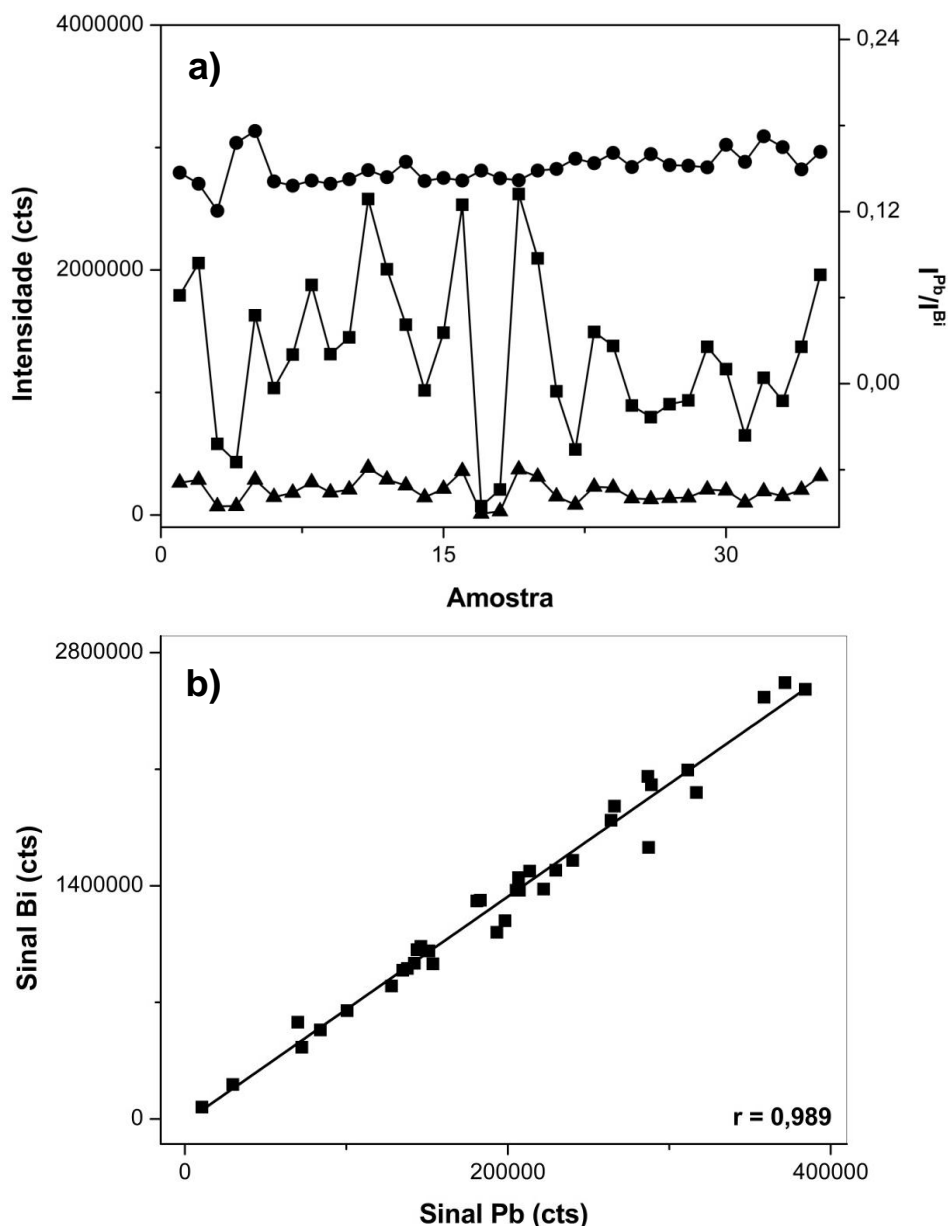 a)
4000000
2000000
0
Intensidade (cts)
0,24
0,12
0,00
I^Pb/I^Bi
0
15
30
Amostra
b)
2800000
1400000
0
Sinal Bi (cts)
r = 0,989
0
200000
400000
Sinal Pb (cts)